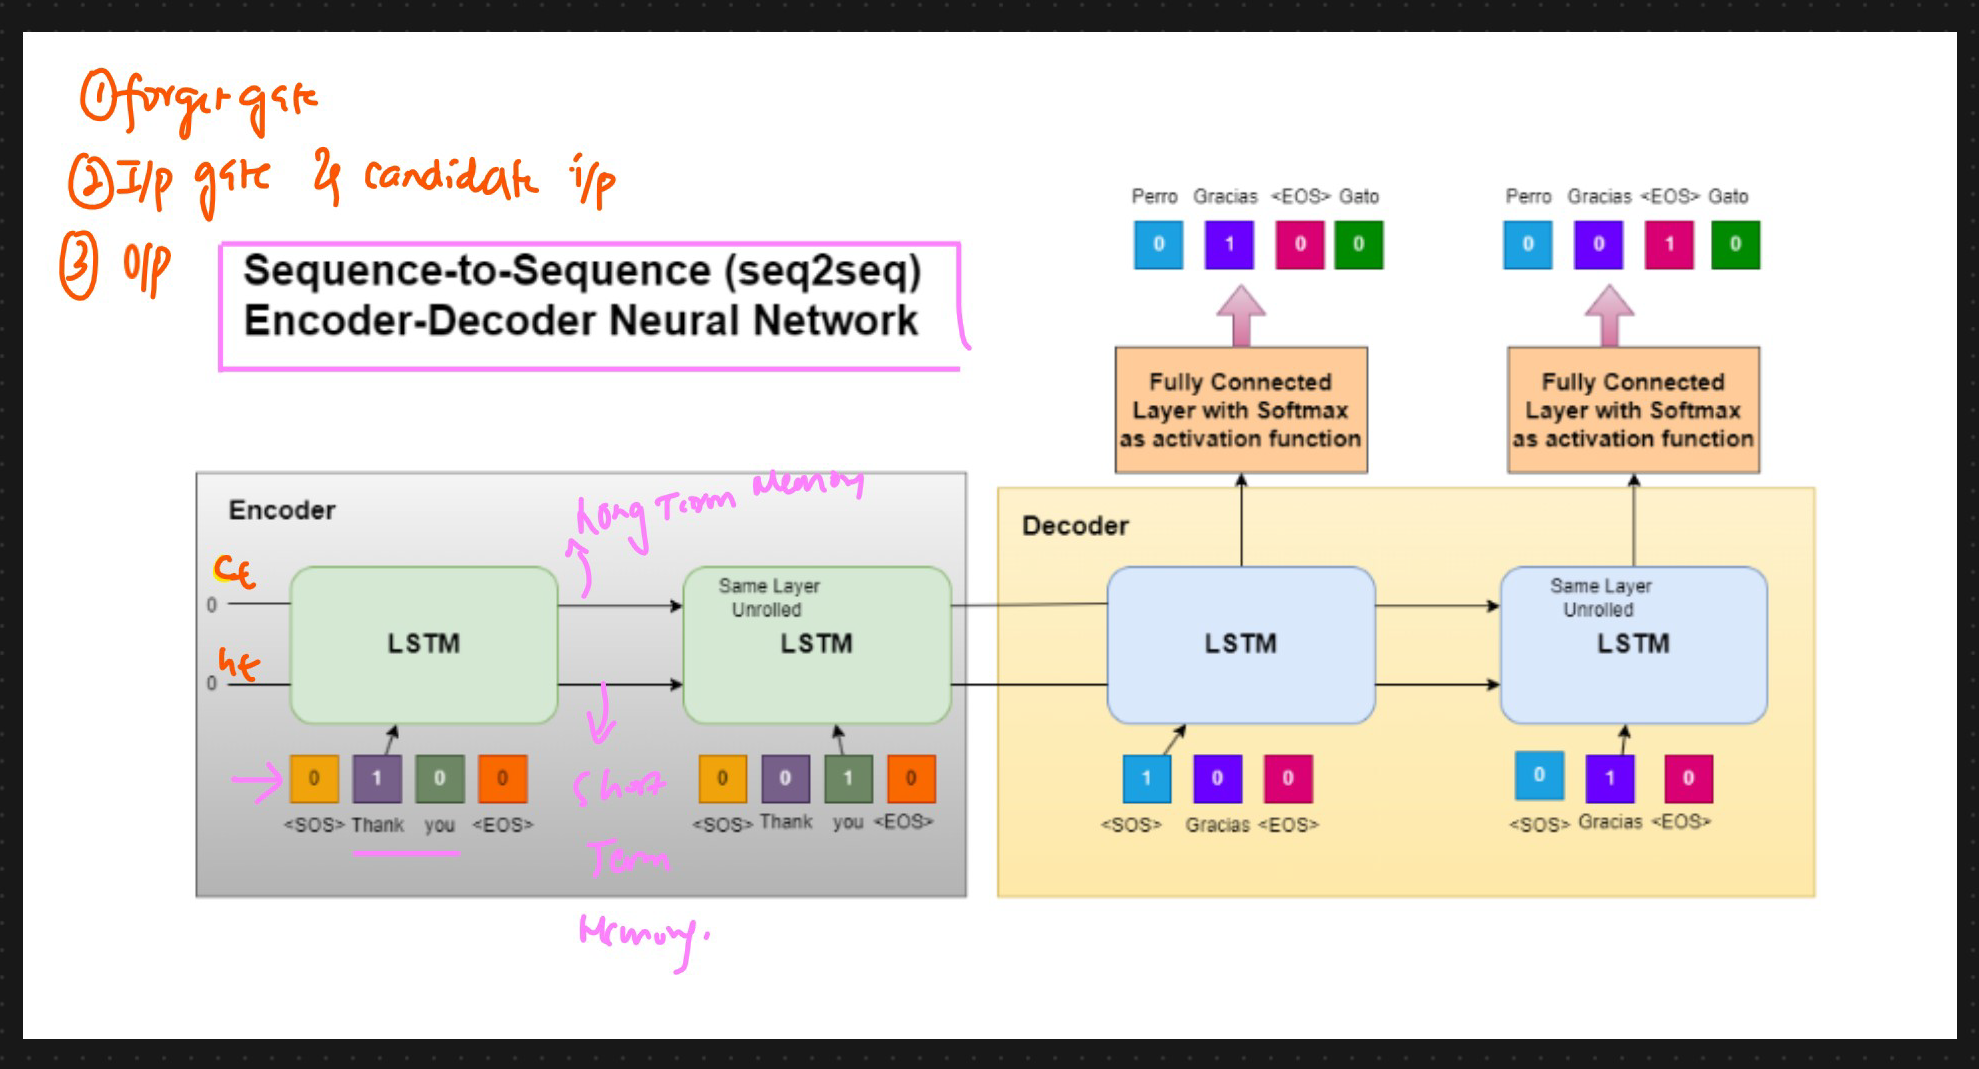 ① forget gate
② I/p gate & candidate i/p
③ O/p
Sequence-to-Sequence (seq2seq)
Encoder-Decoder Neural Network
Encoder
Long Term Memory
Ct
0
ht
0
LSTM
Same Layer
Unrolled
LSTM
0 1 0 0
<SOS> Thank you <EOS>
0 0 1 0
<SOS> Thank you <EOS>
Short
Term
Memory.
Perro Gracias <EOS> Gato
0 1 0 0
Fully Connected
Layer with Softmax
as activation function
Perro Gracias <EOS> Gato
0 0 1 0
Fully Connected
Layer with Softmax
as activation function
Decoder
LSTM
Same Layer
Unrolled
LSTM
1 0 0
<SOS> Gracias <EOS>
0 1 0
<SOS> Gracias <EOS>